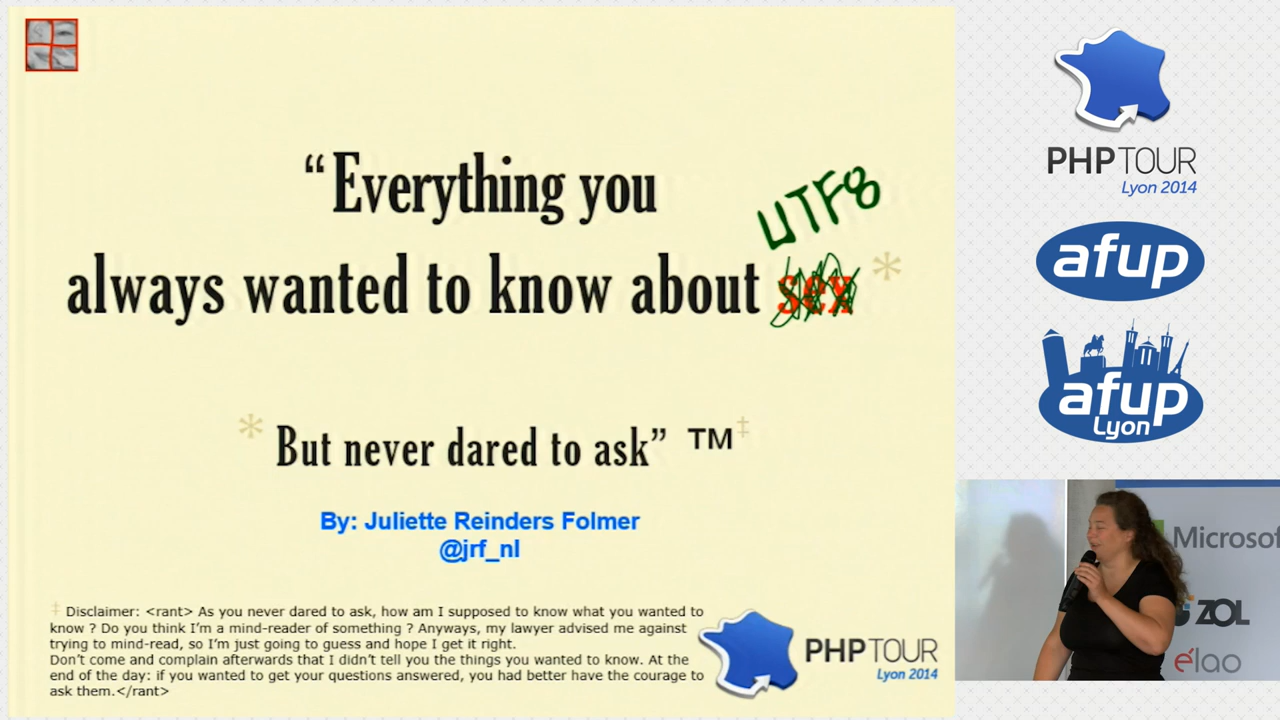 “Everything you
UTF8
always wanted to know about sex *
* But never dared to ask” ™‡
By: Juliette Reinders Folmer
@jrf_nl
‡ Disclaimer: <rant> As you never dared to ask, how am I supposed to know what you wanted to
know ? Do you think I’m a mind-reader of something ? Anyways, my lawyer advised me against
trying to mind-read, so I’m just going to guess and hope I get it right.
Don’t come and complain afterwards that I didn’t tell you the things you wanted to know. At the
end of the day: if you wanted to get your questions answered, you had better have the courage to
ask them.</rant>
PHPTOUR
Lyon 2014
PHPTOUR
Lyon 2014
afup
afup
Lyon
Microsof
ZOL
élao